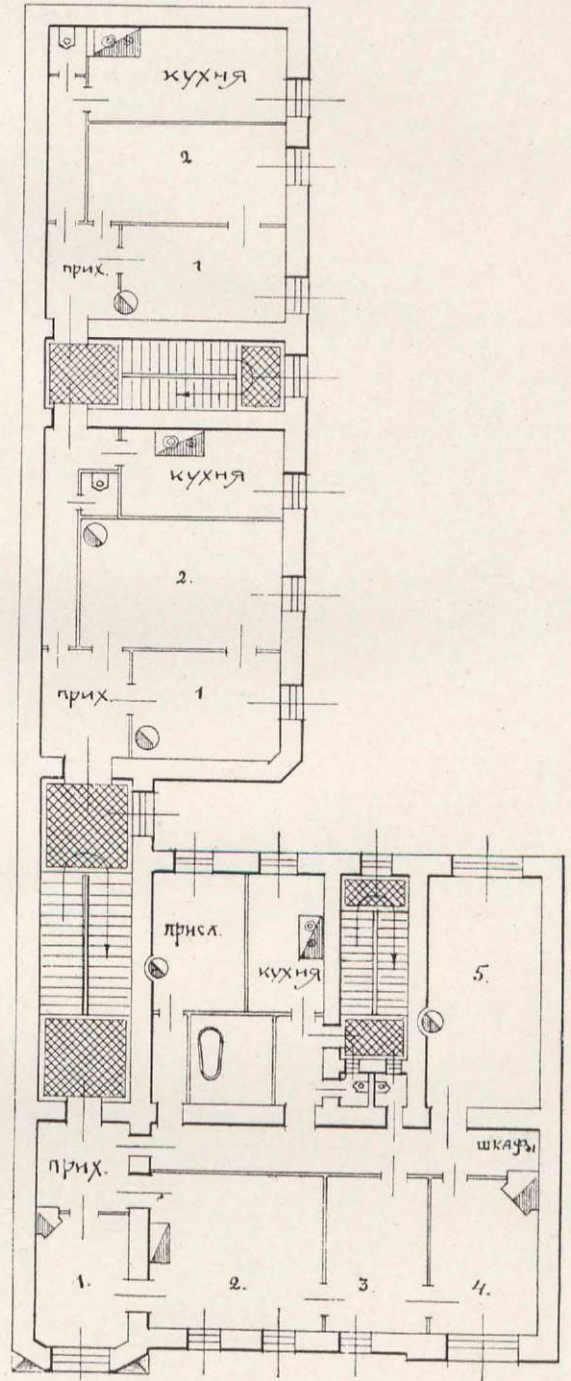 кухня
2
прих.
1
кухня
2.
прих.
1
присл.
кухня
5.
прих.
шкафы
1.
2.
3.
4.